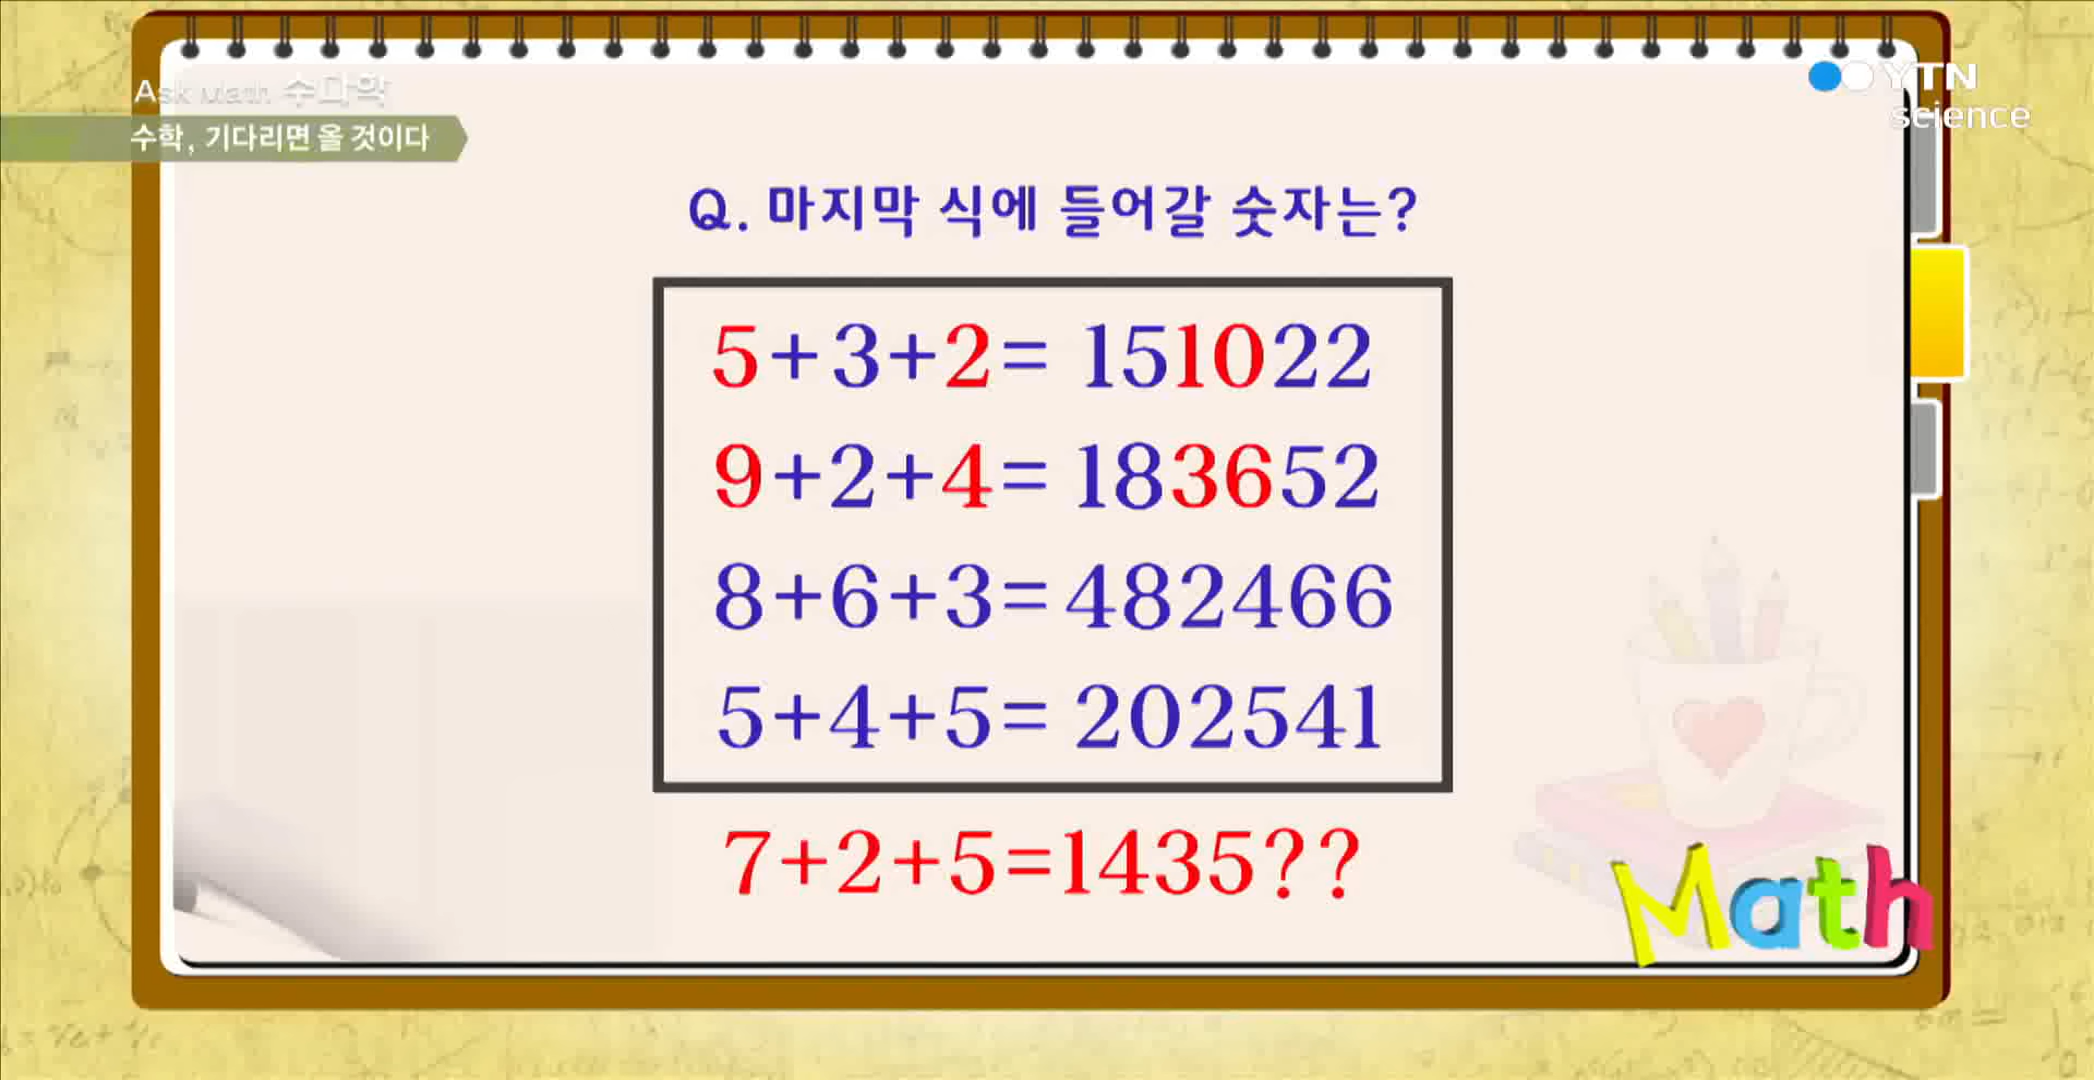 Ask Math 수다학
수학, 기다리면 올 것이다
YTN
science
Q. 마지막 식에 들어갈 숫자는?
5+3+2= 151022
9+2+4= 183652
8+6+3= 482466
5+4+5= 202541
7+2+5=1435??
Math